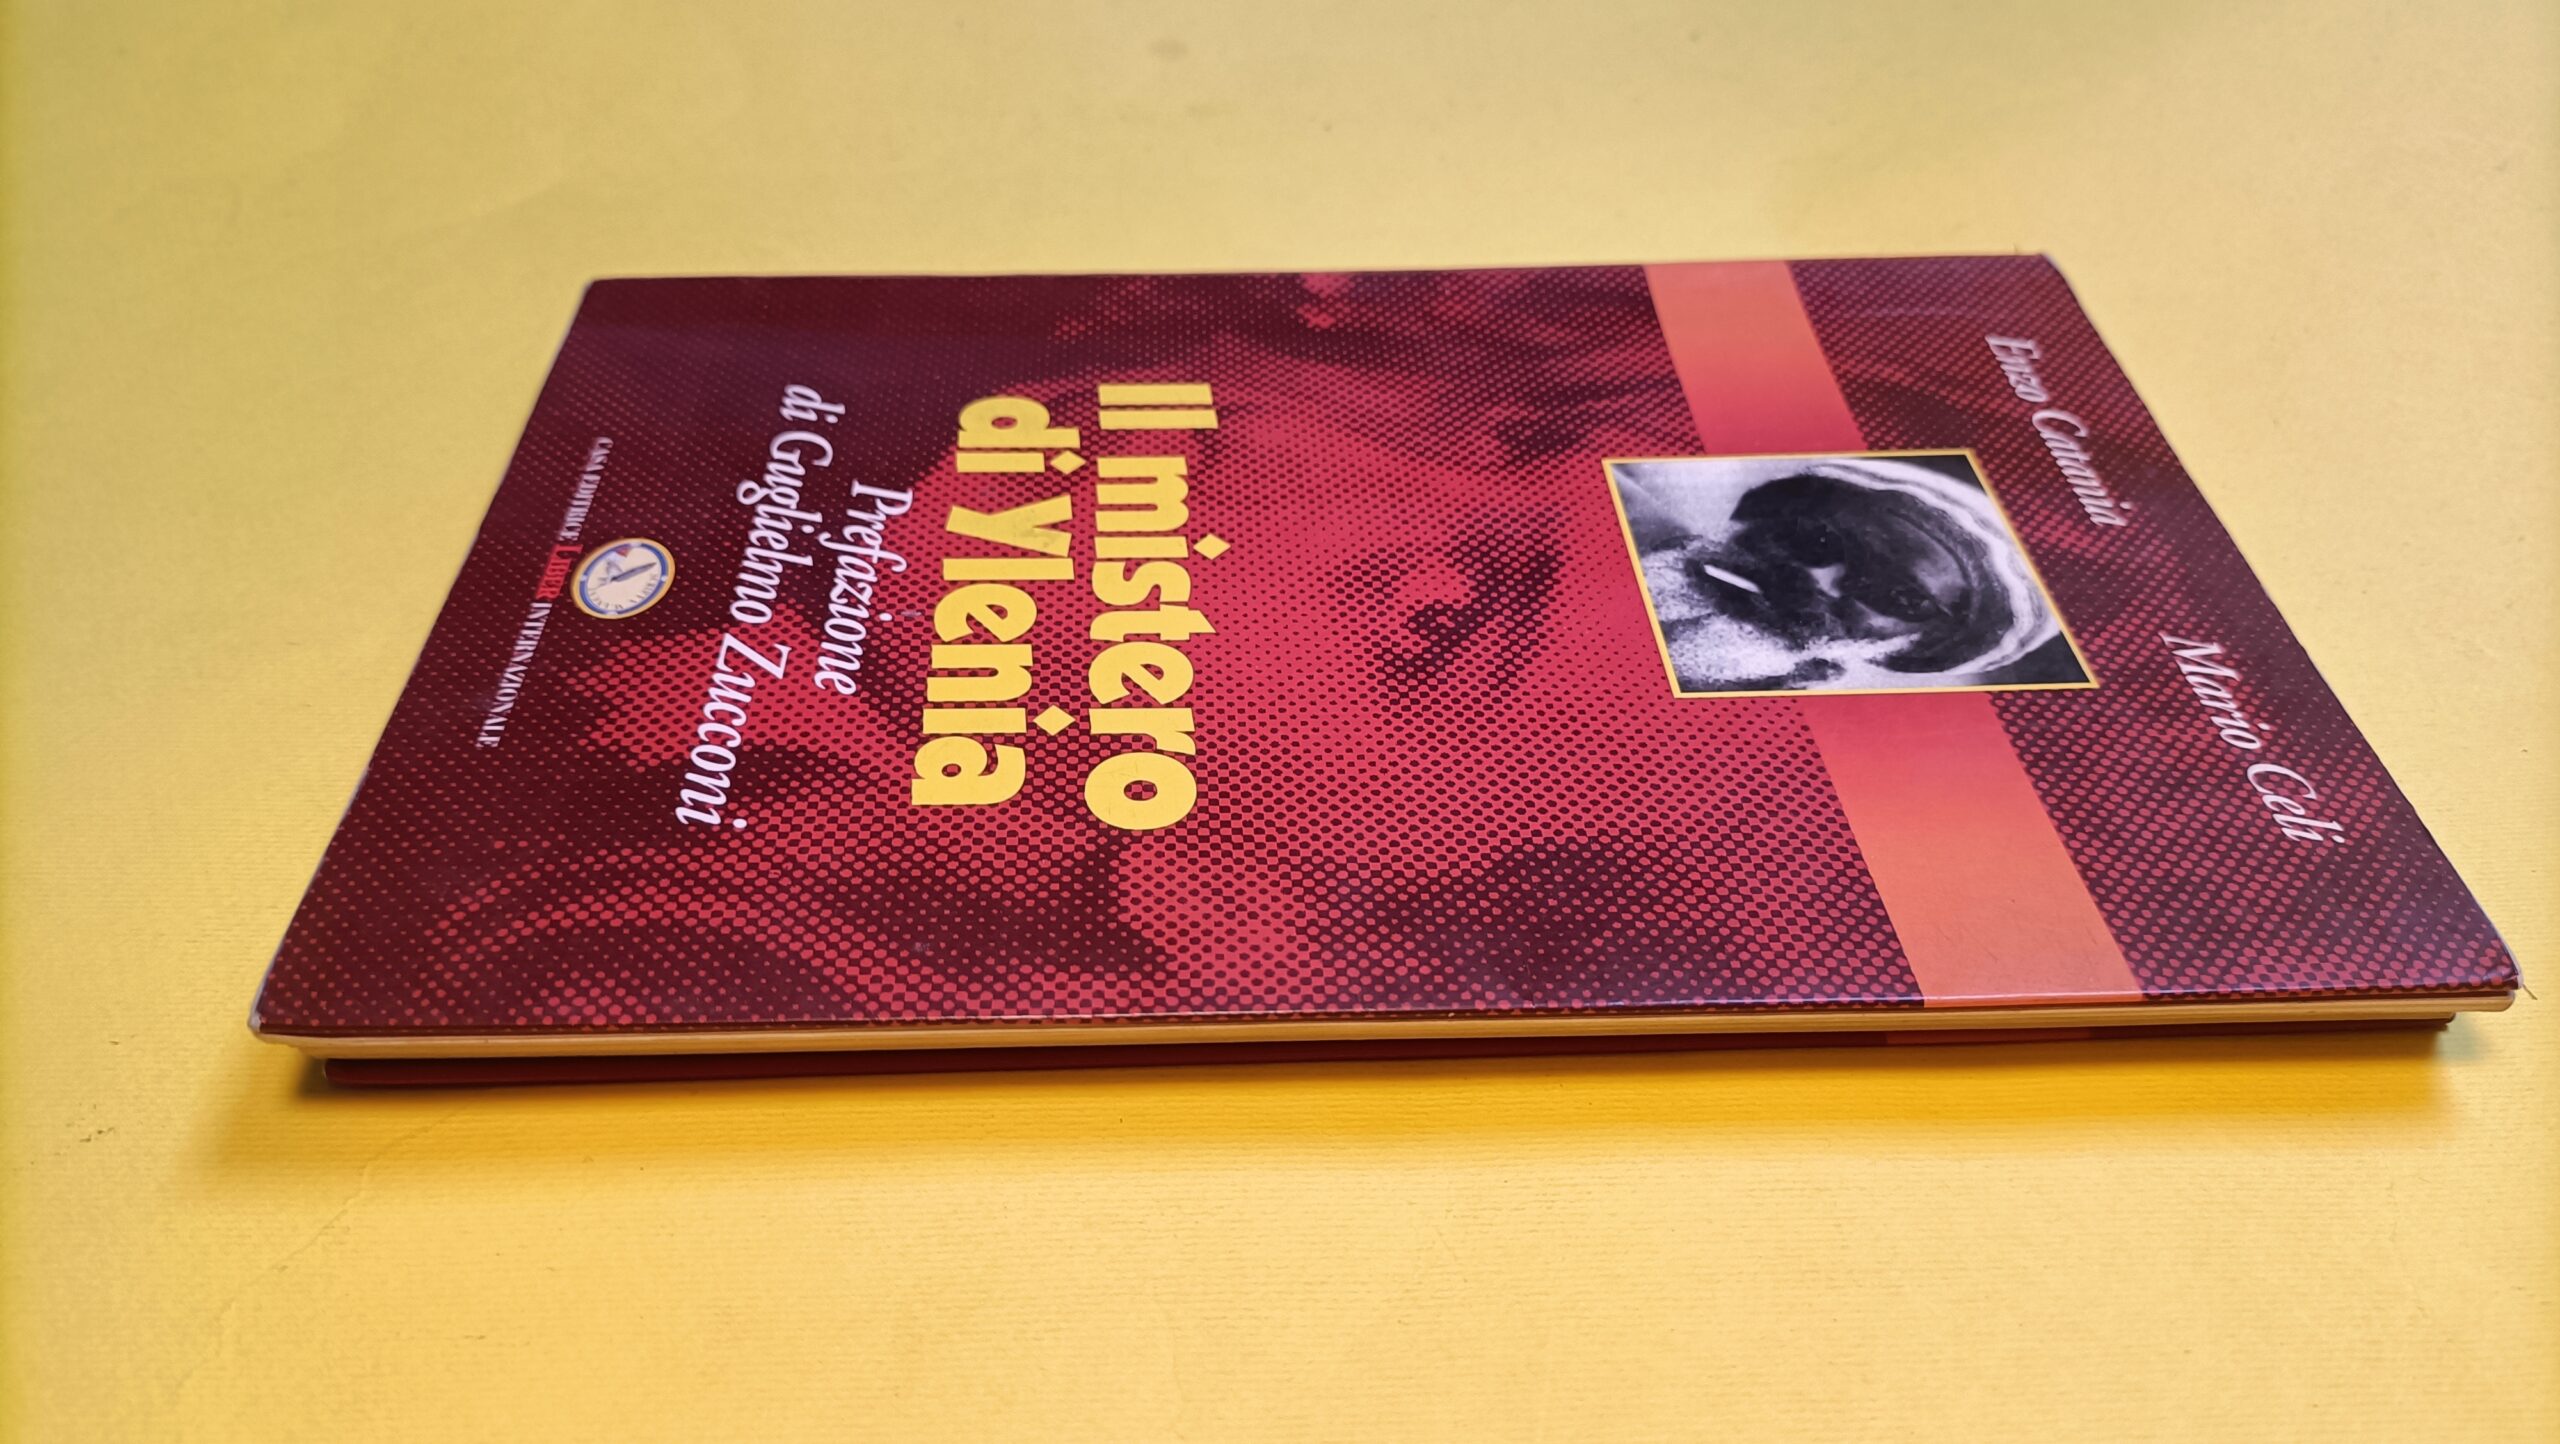 Enzo Catania
Mario Celi
Il mistero
di Ylenia
Prefazione
di Guglielmo Zucconi
CASA EDITRICE LIBER INTERNAZIONALE